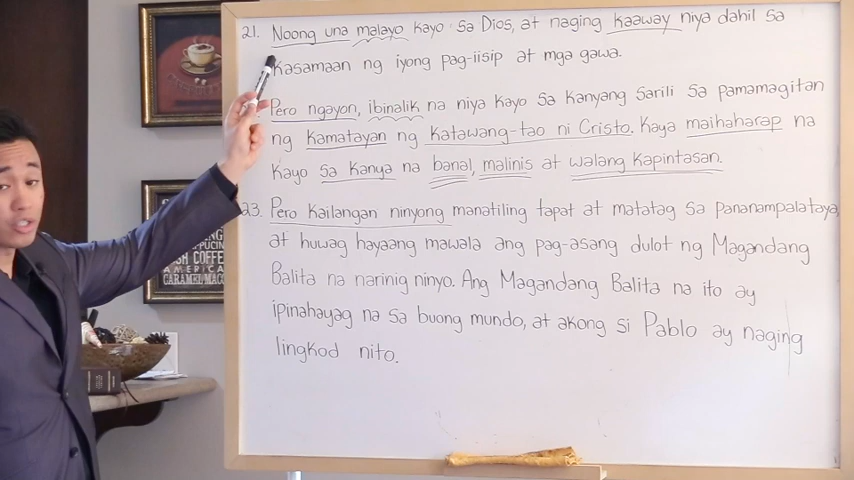 21. Noong una malayo kayo sa Dios, at naging kaaway niya dahil sa
kasamaan ng iyong pag-iisip at mga gawa.
Pero ngayon, ibinalik na niya kayo sa kanyang sarili sa pamamagitan
ng kamatayan ng katawang-tao ni Cristo. Kaya maihaharap na
kayo sa kanya na banal, malinis at walang kapintasan.
23. Pero kailangan ninyong manatiling tapat at matatag sa pananampalataya,
at huwag hayaang mawala ang pag-asang dulot ng Magandang
Balita na narinig ninyo. Ang Magandang Balita na ito ay
ipinahayag na sa buong mundo, at akong si Pablo ay naging
lingkod nito.
COFFEE
AMERICA
CARAMEL